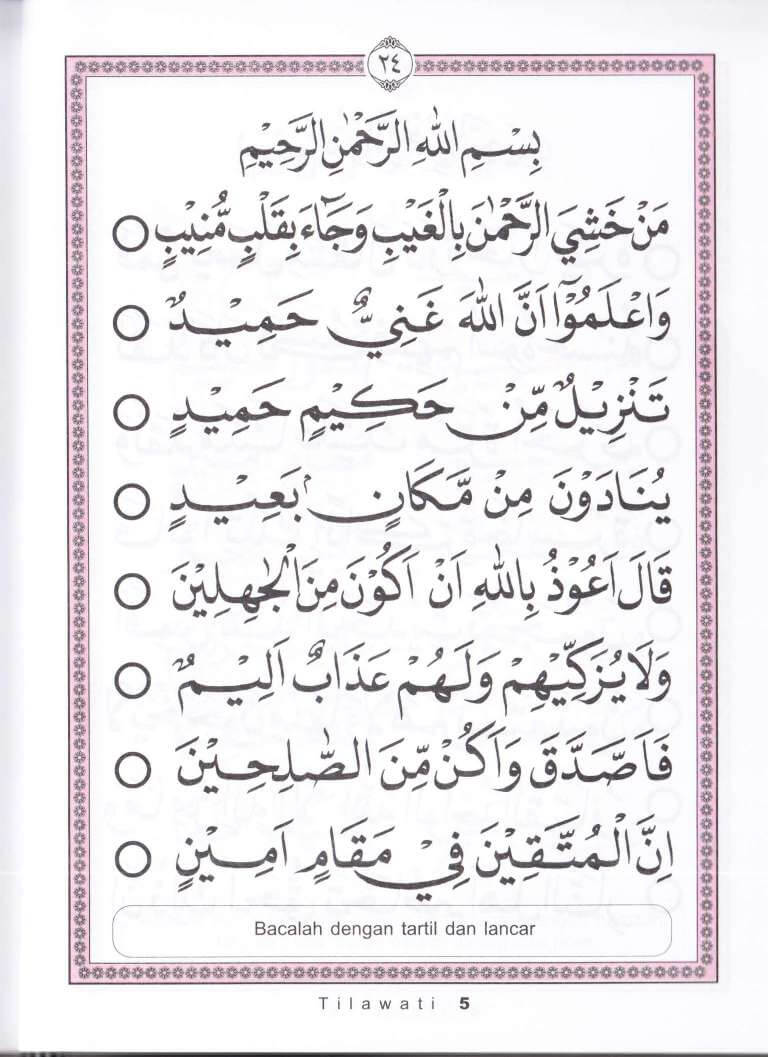 ٢٤
بِسْمِ اللّٰهِ الرَّحْمٰنِ الرَّحِيْمِ
مَنْ خَشِيَ الرَّحْمٰنَ بِالْغَيْبِ وَجَآءَ بِقَلْبٍ مُّنِيْبٍ ○
وَاعْلَمُوْٓا اَنَّ اللّٰهَ غَنِيٌّ حَمِيْدٌ ○
تَنْزِيْلٌ مِّنْ حَكِيْمٍ حَمِيْدٍ ○
يُنَادَوْنَ مِنْ مَّكَانٍۢ بَعِيْدٍ ○
قَالَ اَعُوْذُ بِاللّٰهِ اَنْ اَكُوْنَ مِنَ الْجٰهِلِيْنَ ○
وَلَا يُزَكِّيْهِمْ وَلَهُمْ عَذَابٌ اَلِيْمٌ ○
فَاَصَّدَّقَ وَاَكُنْ مِّنَ الصّٰلِحِيْنَ ○
اِنَّ الْمُتَّقِيْنَ فِيْ مَقَامٍ اَمِيْنٍ ○
Bacalah dengan tartil dan lancar
Tilawati 5